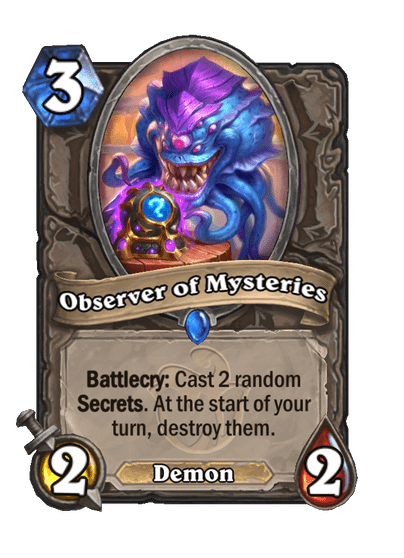 3
Observer of Mysteries
Battlecry: Cast 2 random
Secrets. At the start of your
turn, destroy them.
2
Demon
2